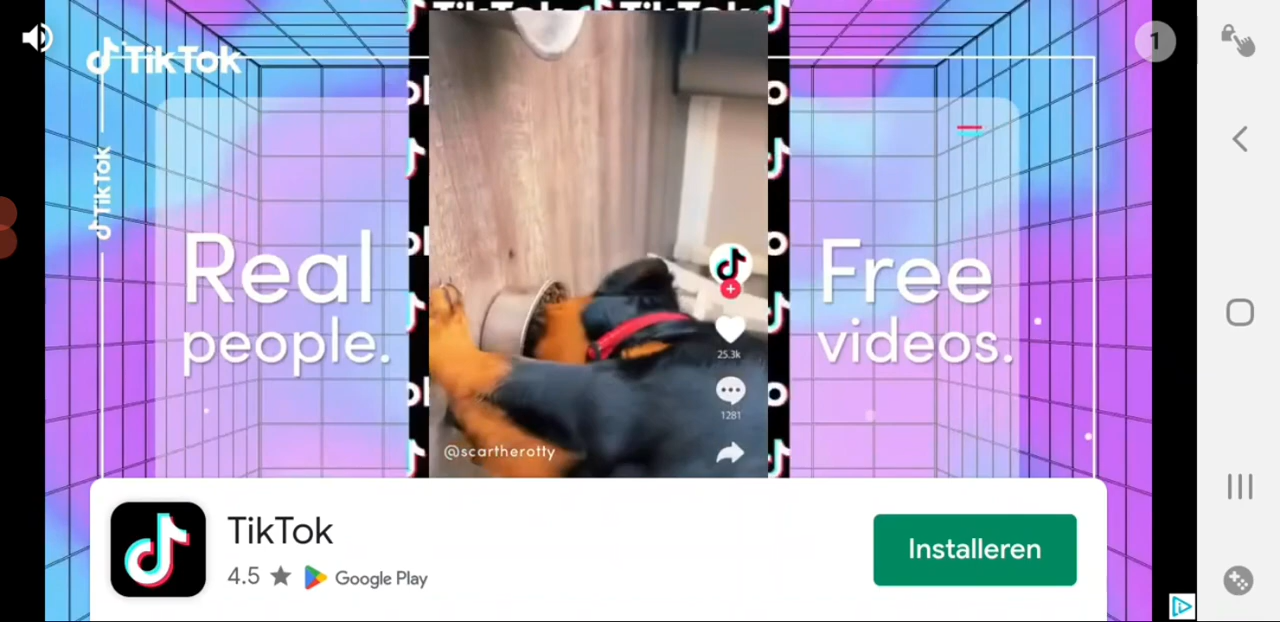 TikTok
1
TikTok
Real
people.
Free
videos.
25.3k
1281
@scartherotty
TikTok
4.5
Google Play
Installeren